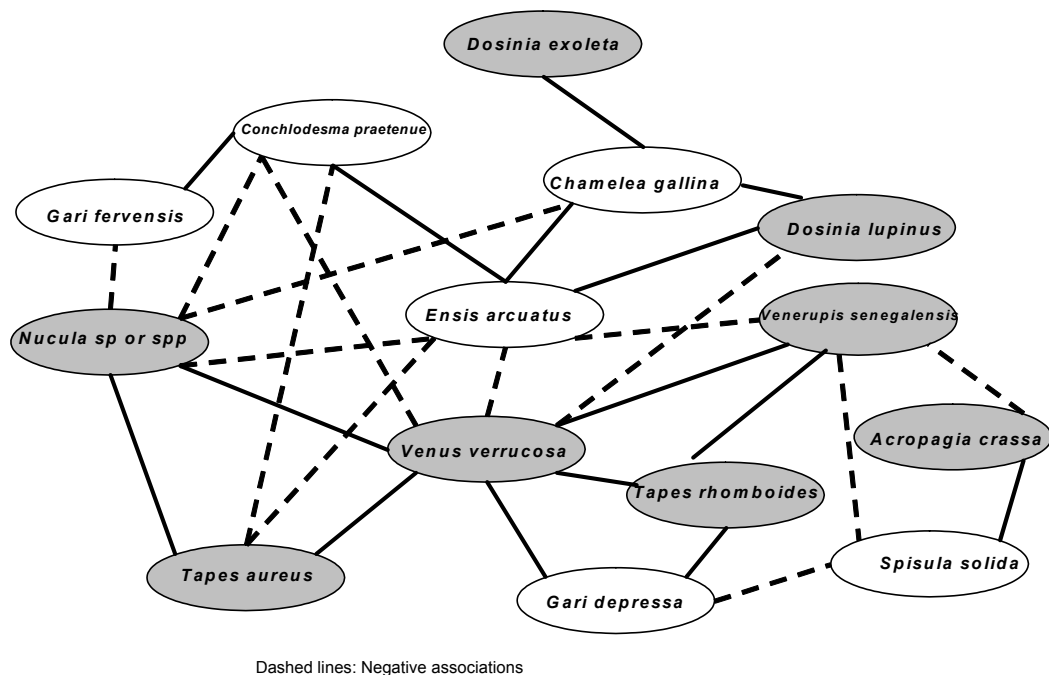 Dosinia exoleta
Conchlodesma praetenue
Chamelea gallina
Gari fervensis
Dosinia lupinus
Ensis arcuatus
Venerupis senegalensis
Nucula sp or spp
Acropagia crassa
Venus verrucosa
Tapes rhomboides
Tapes aureus
Spisula solida
Gari depressa
Dashed lines: Negative associations